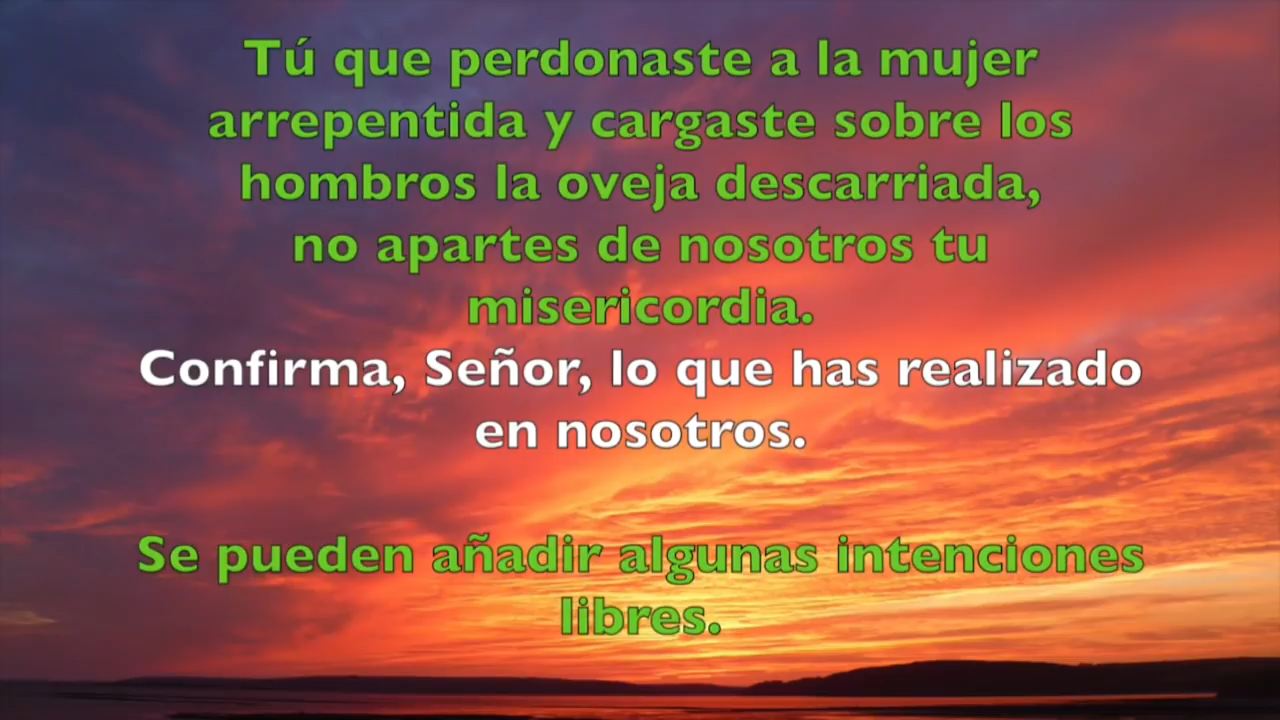 Tú que perdonaste a la mujer
arrepentida y cargaste sobre los
hombros la oveja descarriada,
no apartes de nosotros tu
misericordia.
Confirma, Señor, lo que has realizado
en nosotros.
Se pueden añadir algunas intenciones
libres.